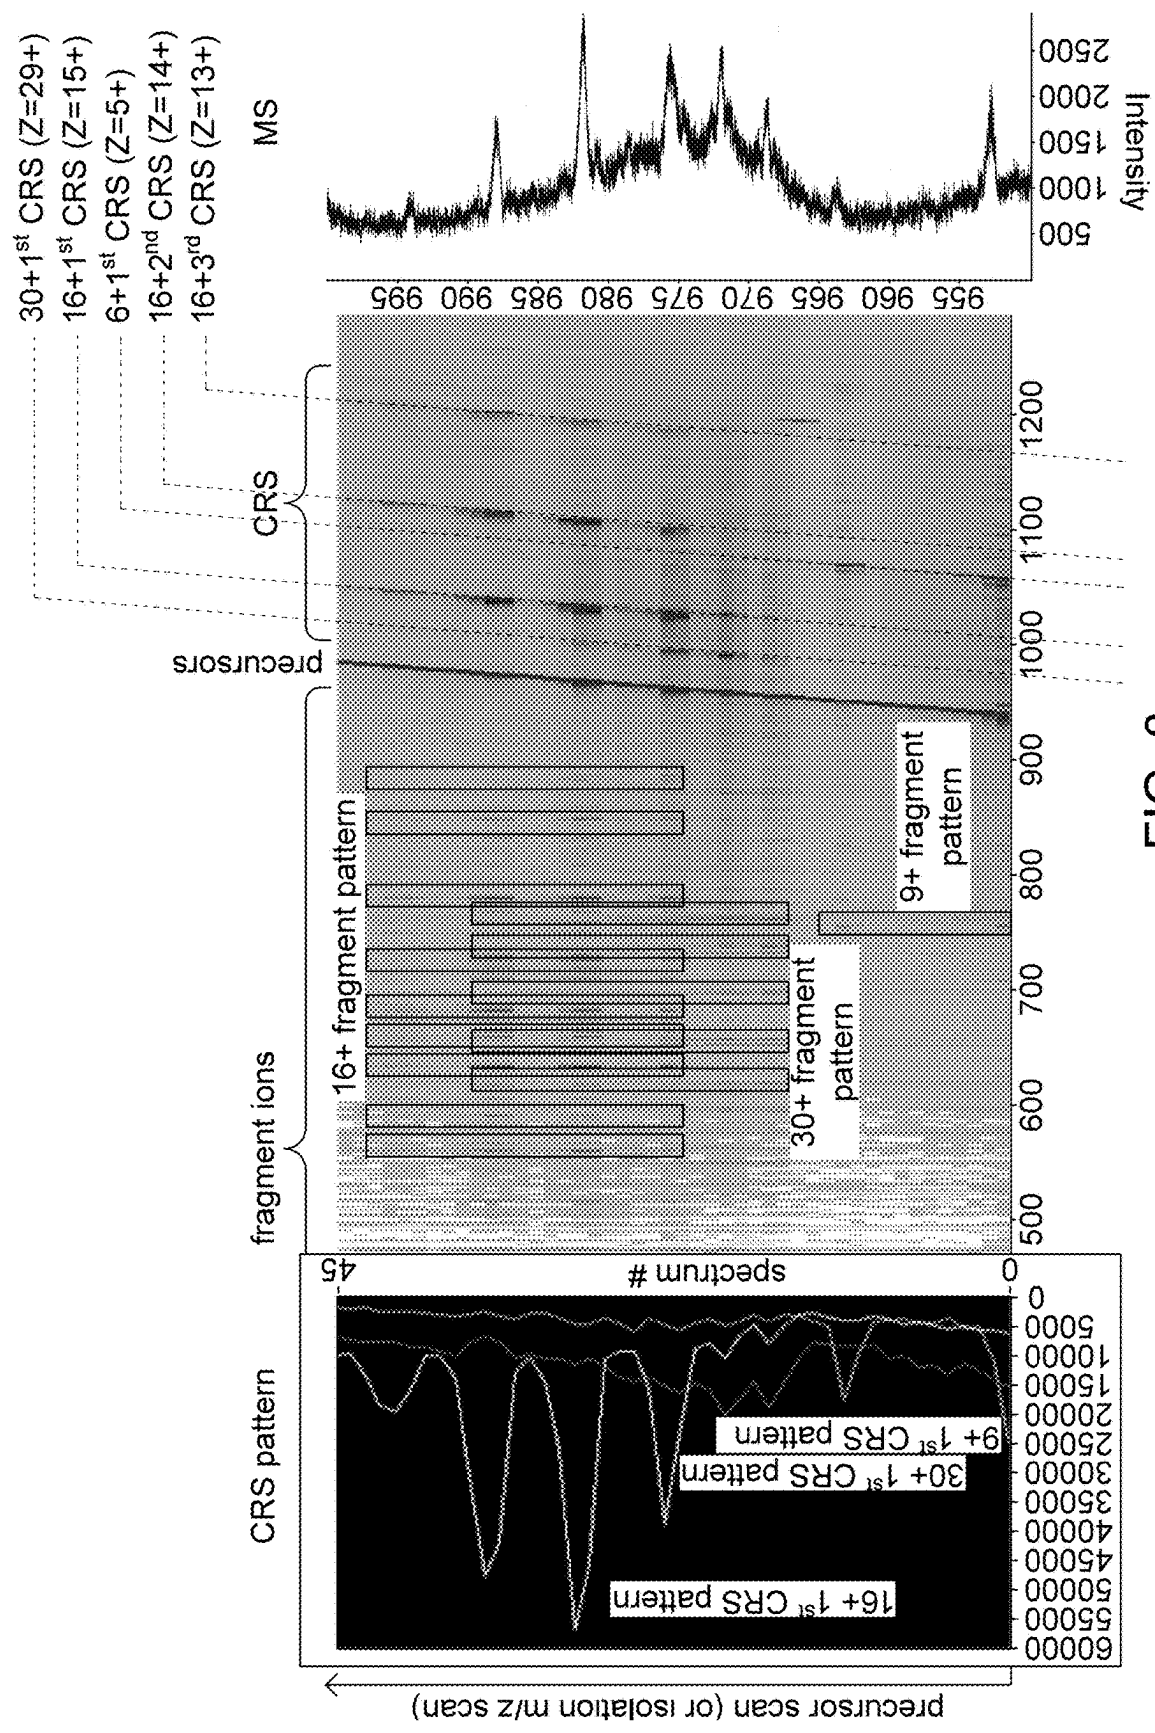 30+1st CRS (Z=29+)
16+1st CRS (Z=15+)
6+1st CRS (Z=5+)
16+2nd CRS (Z=14+)
16+3rd CRS (Z=13+)
MS
CRS
precursors
fragment ions
CRS pattern
995
990
985
980
975
970
965
960
955
2500
2000
1500
1000
500
Intensity
16+ fragment pattern
30+ fragment
pattern
9+ fragment
pattern
500
600
700
800
900
1000
1100
1200
45
spectrum #
0
0
5000
10000
15000
20000
25000
30000
35000
40000
45000
50000
55000
60000
9+ 1st CRS pattern
30+ 1st CRS pattern
16+ 1st CRS pattern
precursor scan (or isolation m/z scan)
FIG.